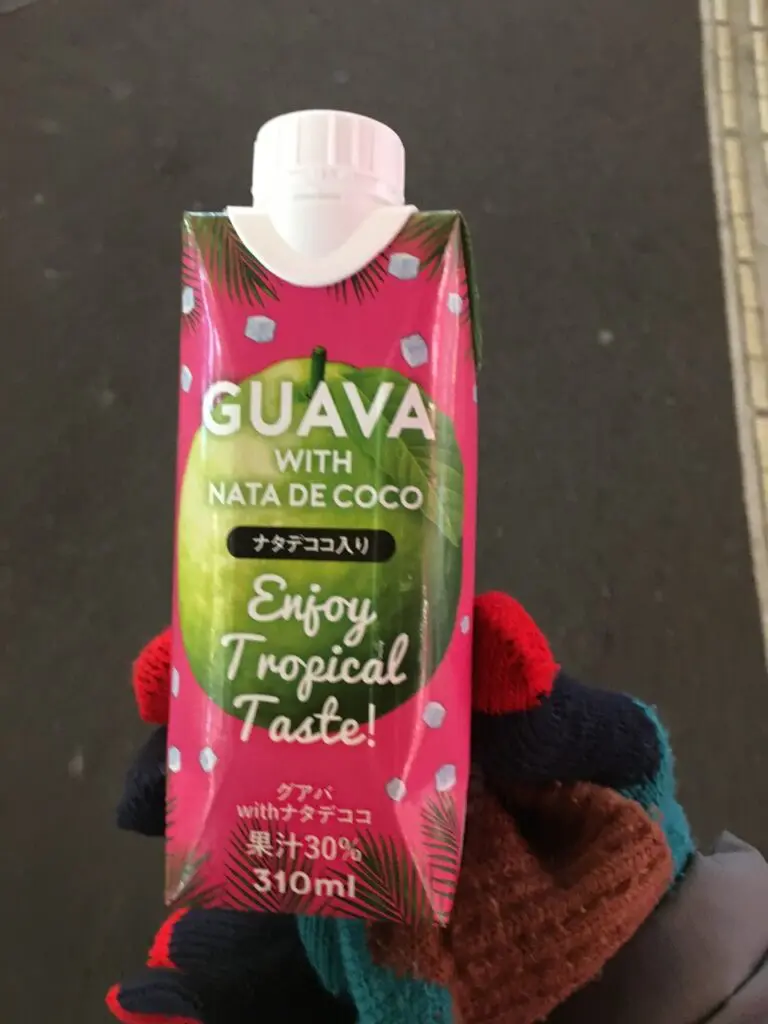 GUAVA
WITH
NATA DE COCO
ナタデココ入り
Enjoy
Tropical
Taste!
グアバ
withナタデココ
果汁30%
310ml